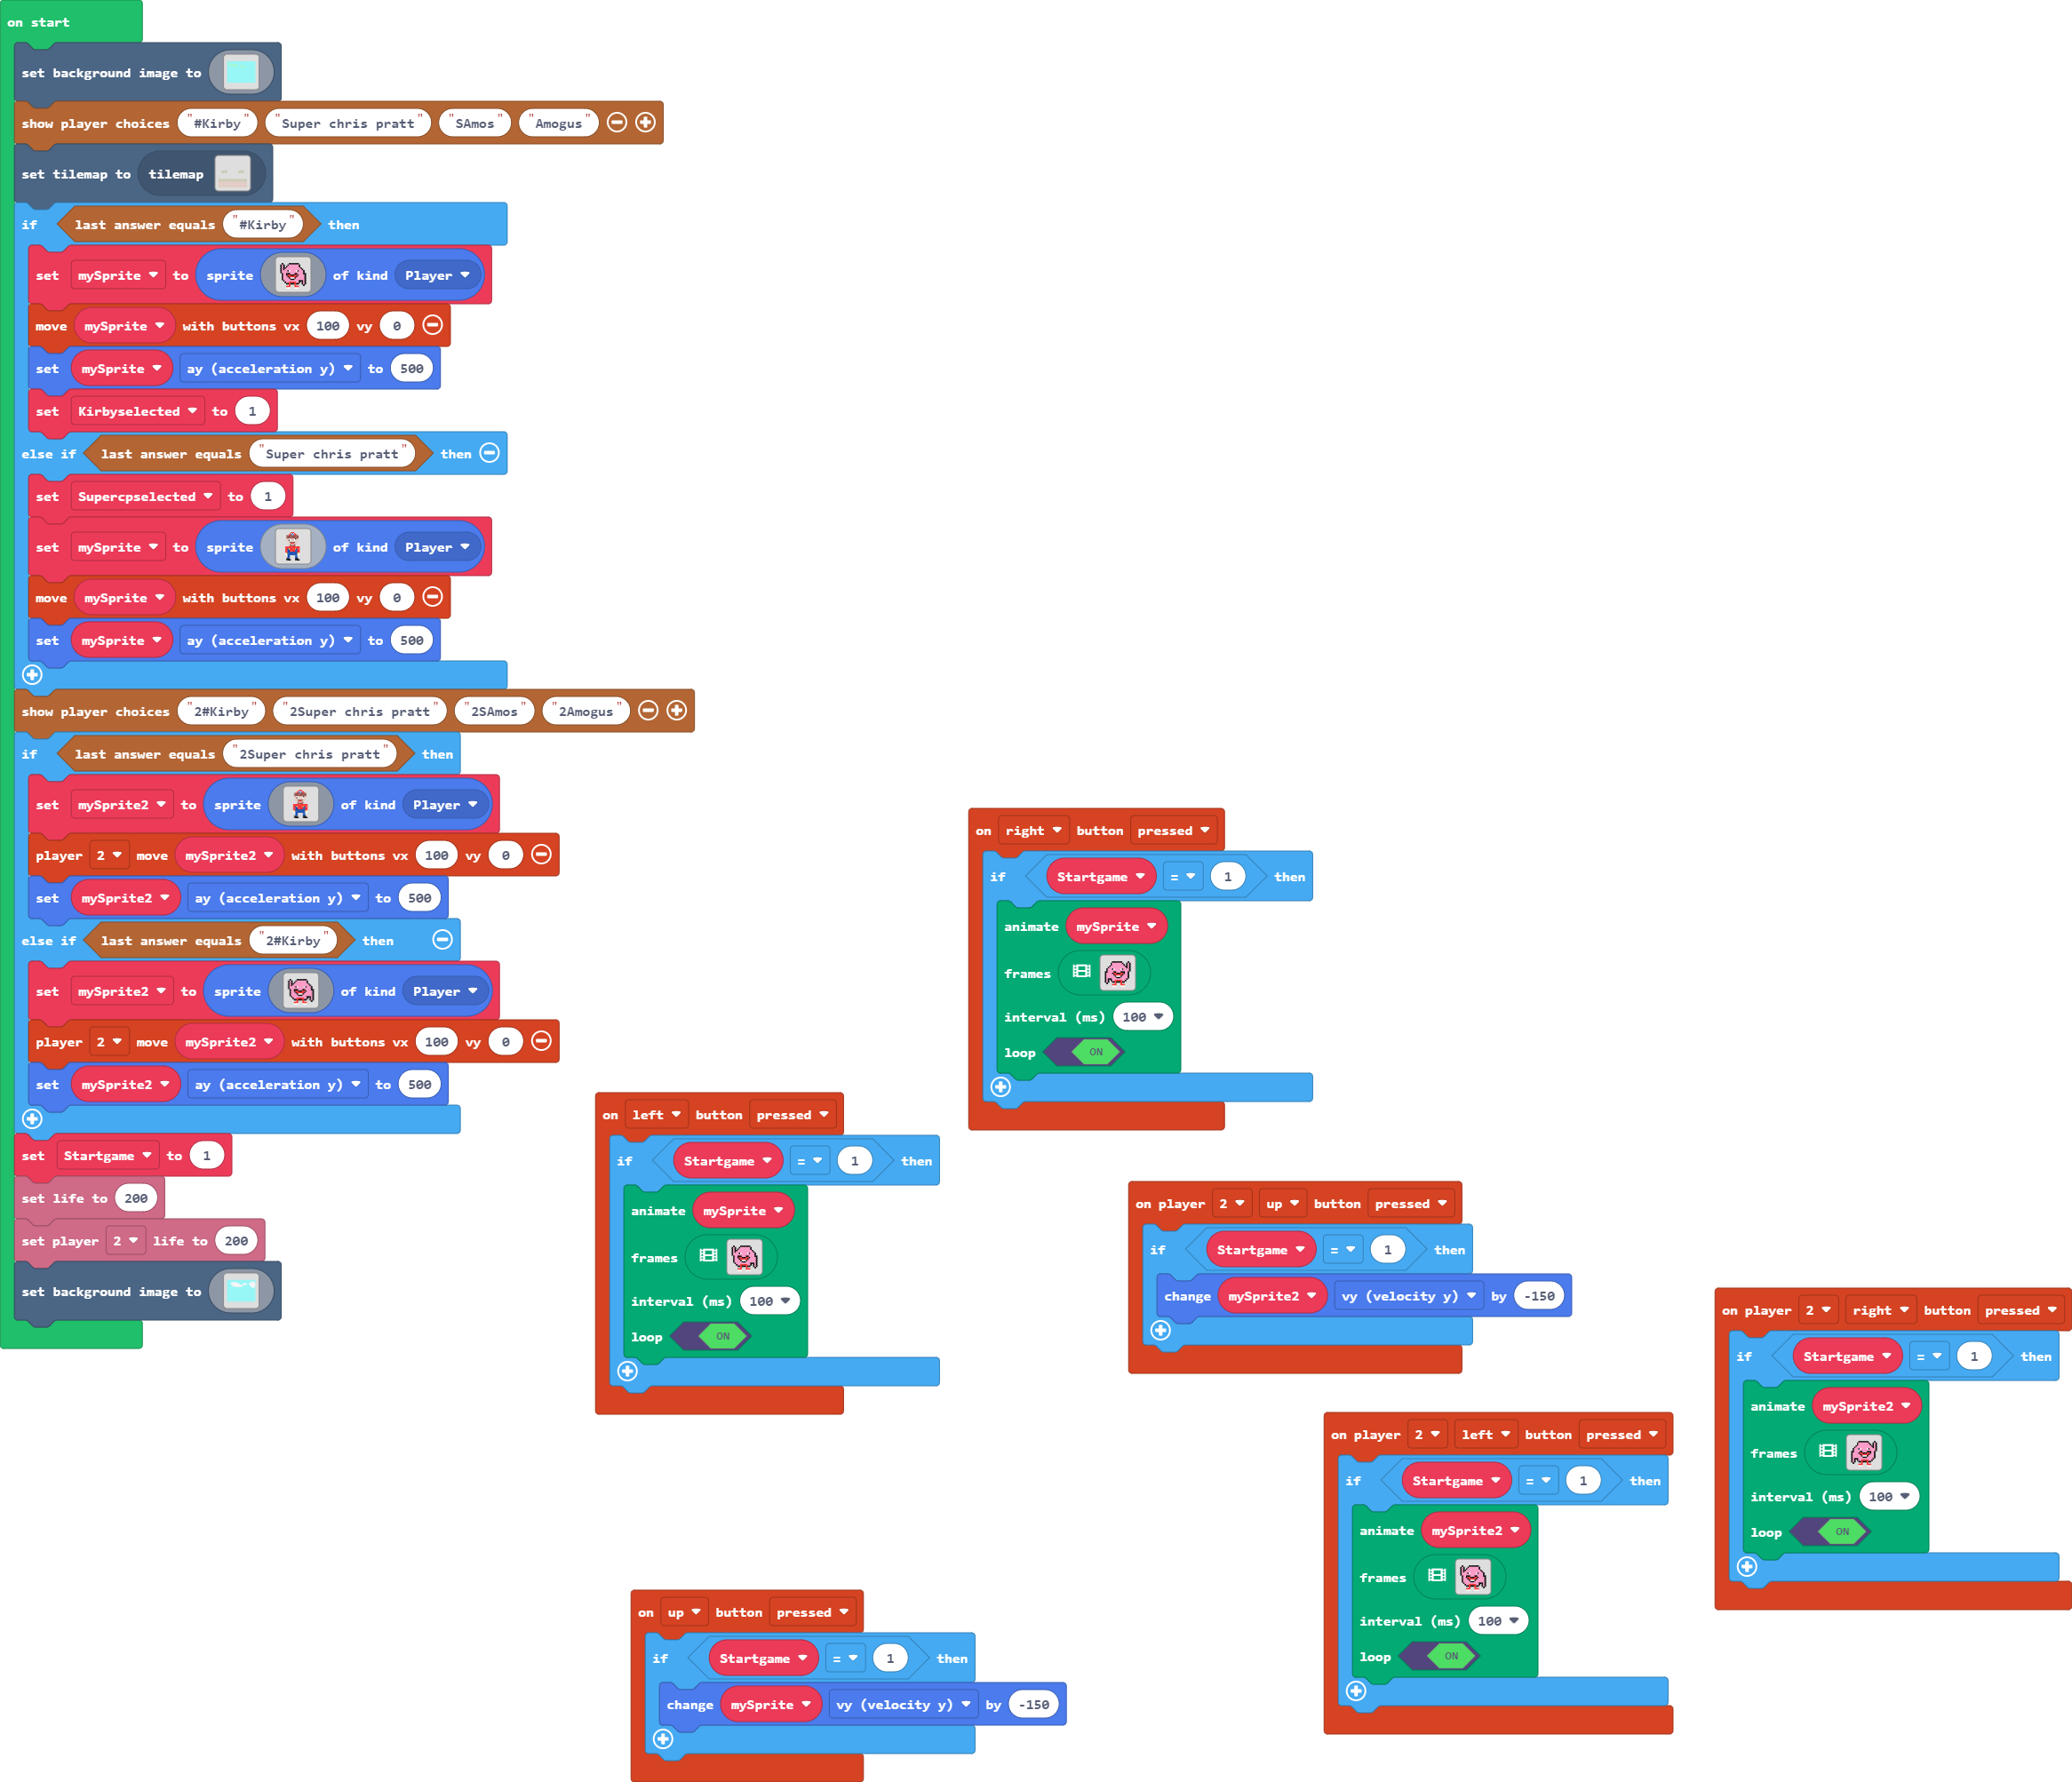 on start
set background image to
show player choices "#Kirby" "Super chris pratt" "SAmos" "Amogus"
set tilemap to tilemap
if last answer equals "#Kirby" then
set mySprite to sprite of kind Player
move mySprite with buttons vx 100 vy 0
set mySprite ay (acceleration y) to 500
set Kirbyselected to 1
else if last answer equals "Super chris pratt" then
set Supercpselected to 1
set mySprite to sprite of kind Player
move mySprite with buttons vx 100 vy 0
set mySprite ay (acceleration y) to 500
show player choices "2#Kirby" "2Super chris pratt" "2SAmos" "2Amogus"
if last answer equals "2Super chris pratt" then
set mySprite2 to sprite of kind Player
player 2 move mySprite2 with buttons vx 100 vy 0
set mySprite2 ay (acceleration y) to 500
else if last answer equals "2#Kirby" then
set mySprite2 to sprite of kind Player
player 2 move mySprite2 with buttons vx 100 vy 0
set mySprite2 ay (acceleration y) to 500
set Startgame to 1
set life to 200
set player 2 life to 200
set background image to
on right button pressed
if Startgame = 1 then
animate mySprite
frames
interval (ms) 100
loop ON
on left button pressed
if Startgame = 1 then
animate mySprite
frames
interval (ms) 100
loop ON
on player 2 up button pressed
if Startgame = 1 then
change mySprite2 vy (velocity y) by -150
on player 2 right button pressed
if Startgame = 1 then
animate mySprite2
frames
interval (ms) 100
loop ON
on player 2 left button pressed
if Startgame = 1 then
animate mySprite2
frames
interval (ms) 100
loop ON
on up button pressed
if Startgame = 1 then
change mySprite vy (velocity y) by -150